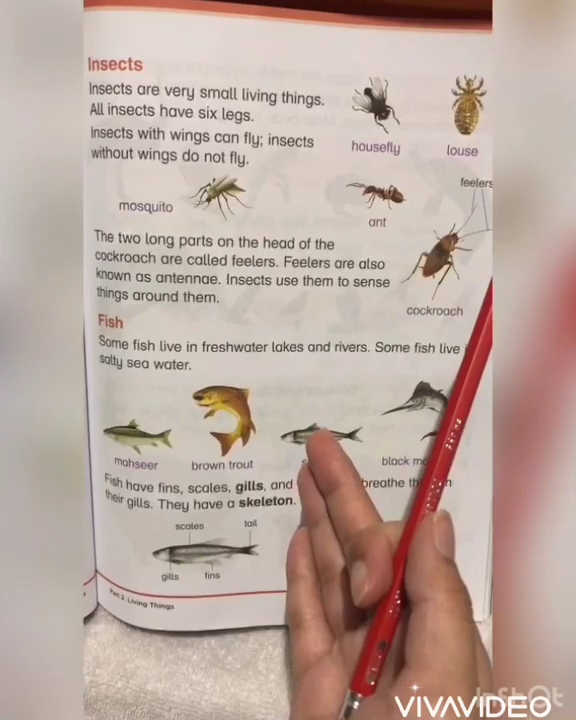 Insects
Insects are very small living things.
All insects have six legs.
Insects with wings can fly; insects
without wings do not fly.
housefly
louse
mosquito
ant
feelers
The two long parts on the head of the
cockroach are called feelers. Feelers are also
known as antennae. Insects use them to sense
things around them.
cockroach
Fish
Some fish live in freshwater lakes and rivers. Some fish live
salty sea water.
mahseer
brown trout
black
Fish have fins, scales, gills, and
breathe
their gills. They have a skeleton.
scales
tail
gills
fins
Part 2 Living Things
InShot
VIVAVIDEO